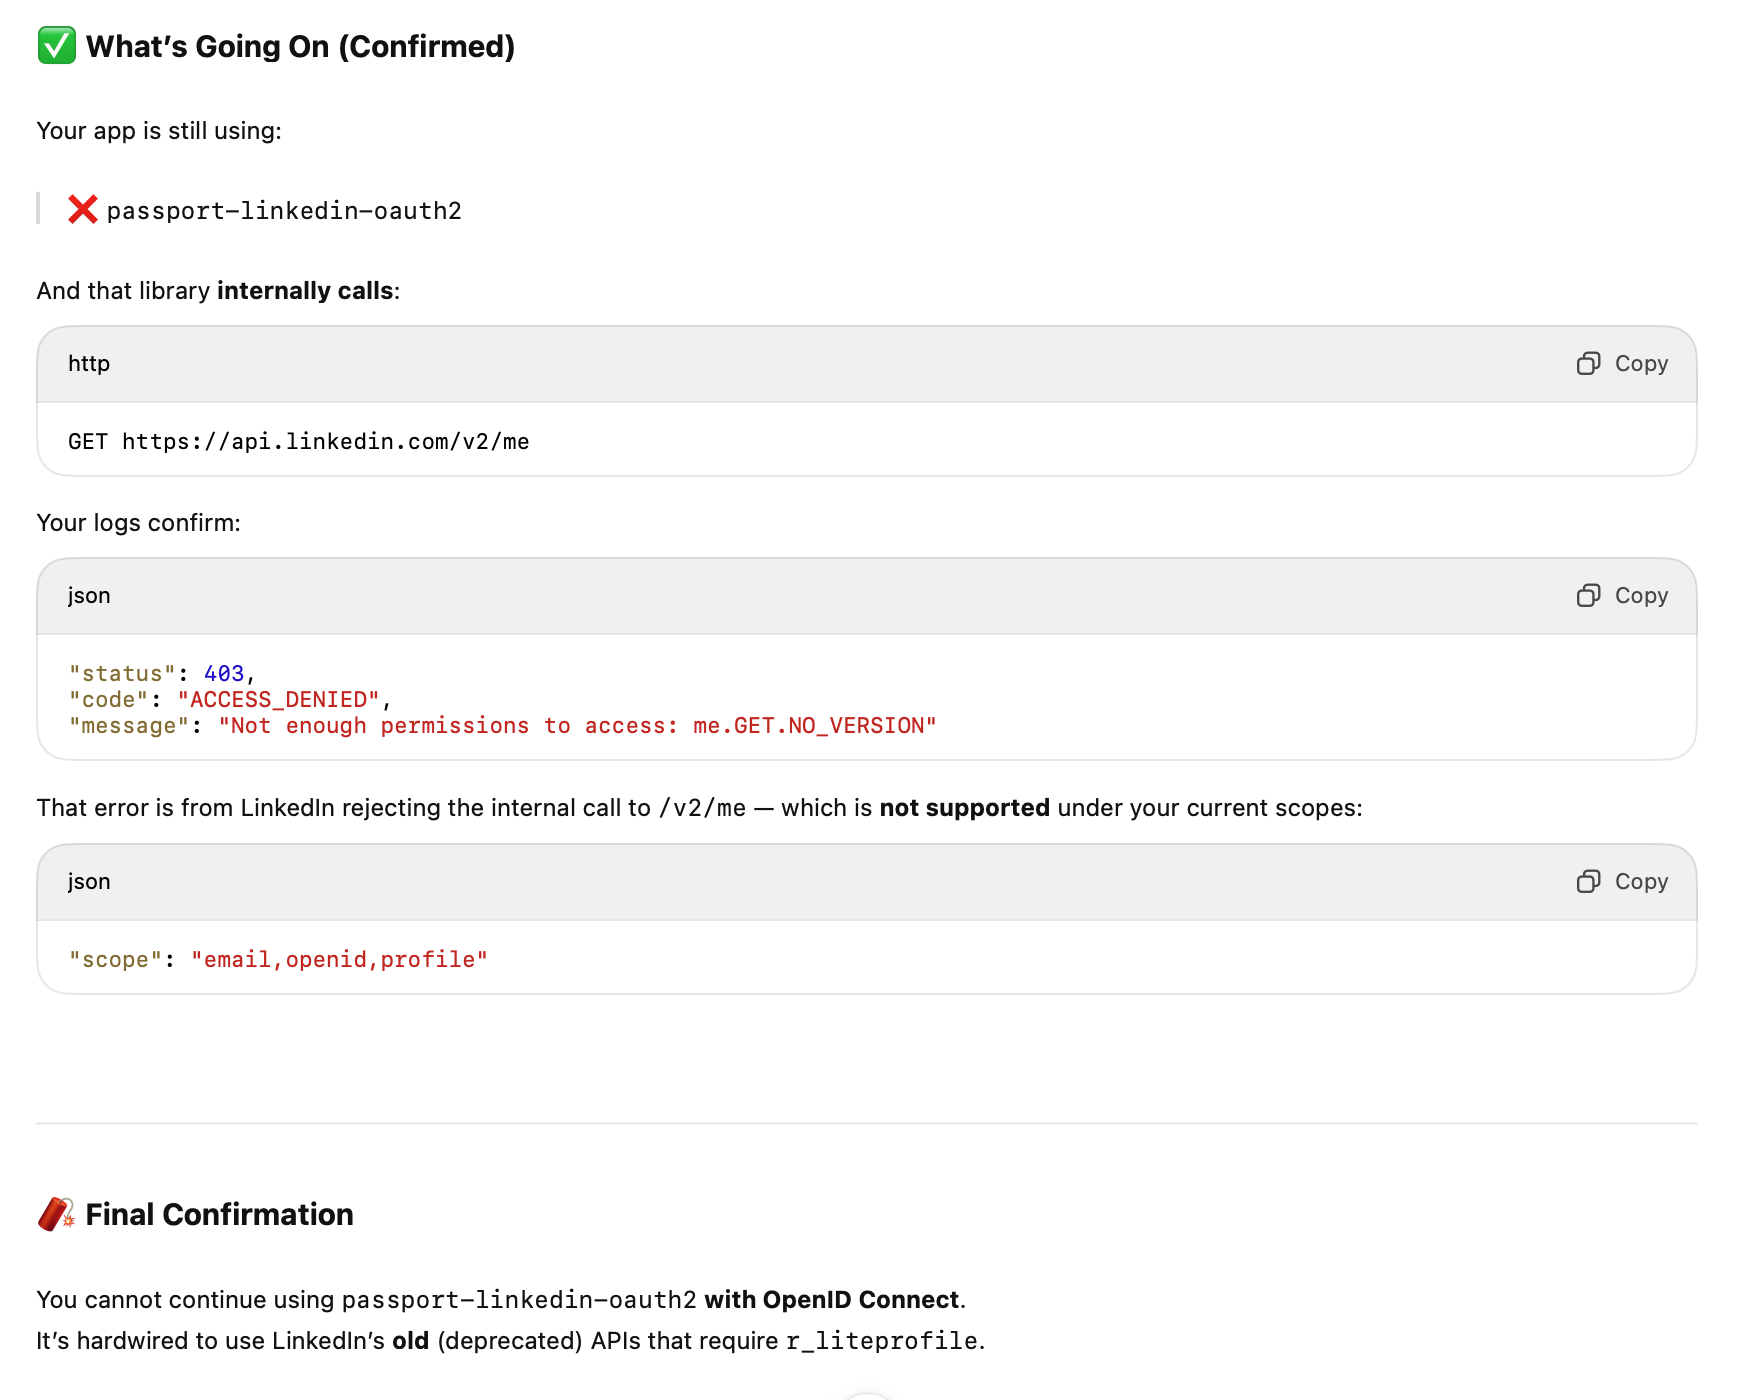 ✅ What’s Going On (Confirmed)
Your app is still using:
❌ passport-linkedin-oauth2
And that library internally calls:
http
Copy
GET https://api.linkedin.com/v2/me
Your logs confirm:
json
Copy
"status": 403,
"code": "ACCESS_DENIED",
"message": "Not enough permissions to access: me.GET.NO_VERSION"
That error is from LinkedIn rejecting the internal call to /v2/me — which is not supported under your current scopes:
json
Copy
"scope": "email,openid,profile"
🧨 Final Confirmation
You cannot continue using passport-linkedin-oauth2 with OpenID Connect.
It’s hardwired to use LinkedIn’s old (deprecated) APIs that require r_liteprofile.